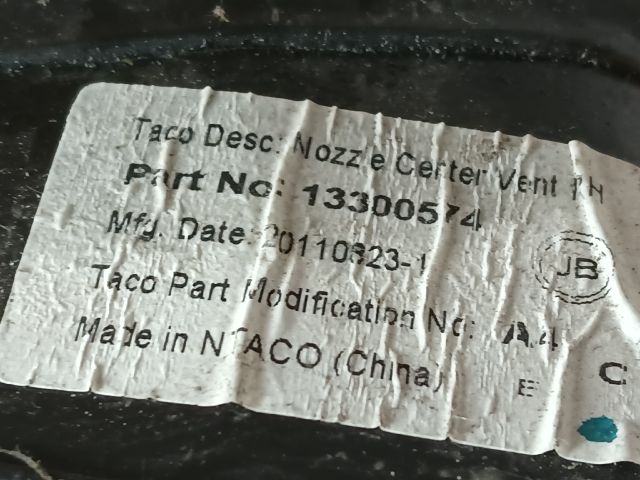 Taco Desc: Nozzle Center Vent RH
Part No: 13300574
Mfg. Date: 20110823-1
JB
Taco Part Modification No: A4
Made in NTACO (China)
E C